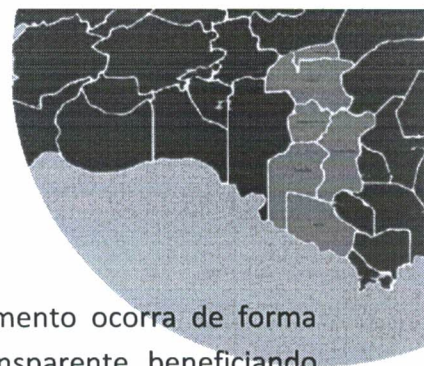 mento ocorra de forma
nsparente, beneficiando